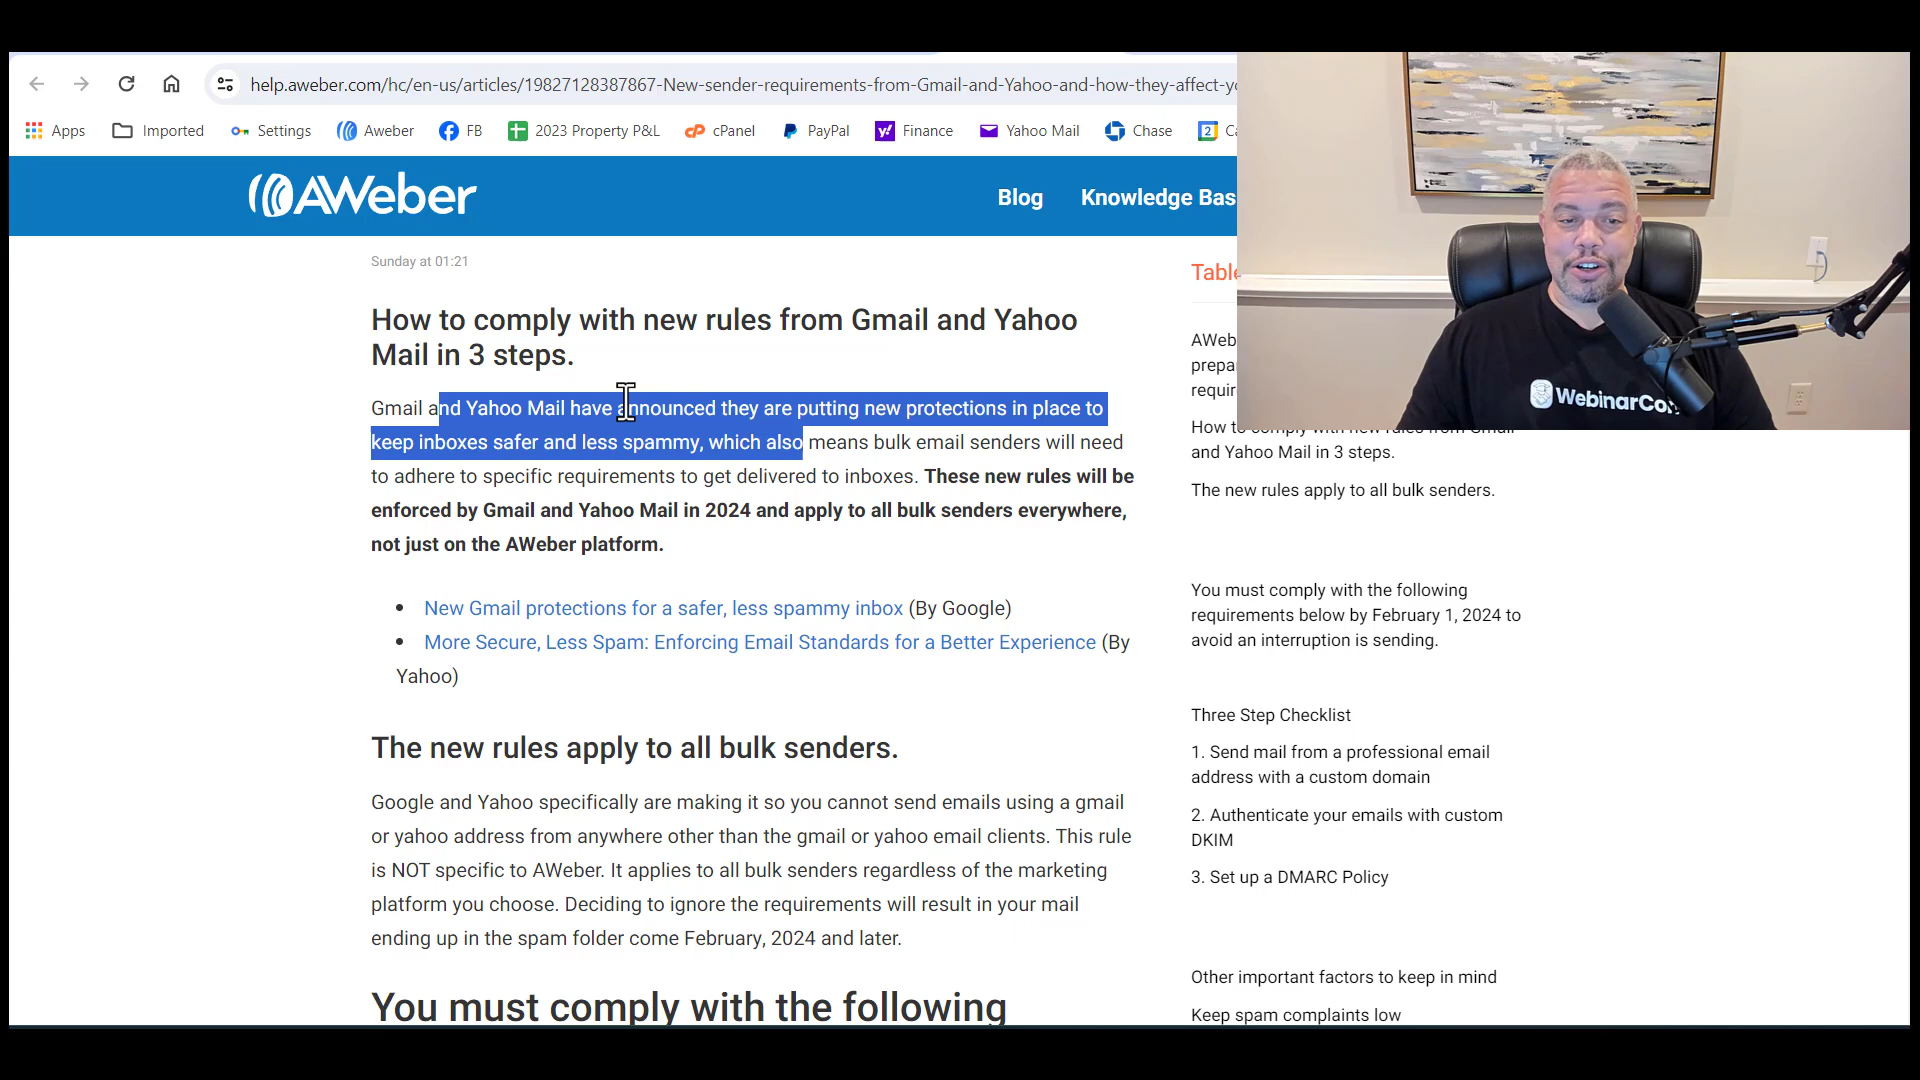 help.aweber.com/hc/en-us/articles/19827128387867-New-sender-requirements-from-Gmail-and-Yahoo-and-how-they-affect-yo
Apps Imported Settings Aweber FB 2023 Property P&L cPanel PayPal Finance Yahoo Mail Chase 2 Ca
AWeber
Blog Knowledge Bas
Sunday at 01:21
How to comply with new rules from Gmail and Yahoo
Mail in 3 steps.
Gmail and Yahoo Mail have announced they are putting new protections in place to
keep inboxes safer and less spammy, which also means bulk email senders will need
to adhere to specific requirements to get delivered to inboxes. These new rules will be
enforced by Gmail and Yahoo Mail in 2024 and apply to all bulk senders everywhere,
not just on the AWeber platform.
• New Gmail protections for a safer, less spammy inbox (By Google)
• More Secure, Less Spam: Enforcing Email Standards for a Better Experience (By
Yahoo)
The new rules apply to all bulk senders.
Google and Yahoo specifically are making it so you cannot send emails using a gmail
or yahoo address from anywhere other than the gmail or yahoo email clients. This rule
is NOT specific to AWeber. It applies to all bulk senders regardless of the marketing
platform you choose. Deciding to ignore the requirements will result in your mail
ending up in the spam folder come February, 2024 and later.
You must comply with the following
Table
AWeb
prepa
requir
How to comply with new rules from Gmail
and Yahoo Mail in 3 steps.
The new rules apply to all bulk senders.
You must comply with the following
requirements below by February 1, 2024 to
avoid an interruption is sending.
Three Step Checklist
1. Send mail from a professional email
address with a custom domain
2. Authenticate your emails with custom
DKIM
3. Set up a DMARC Policy
Other important factors to keep in mind
Keep spam complaints low
WebinarCon